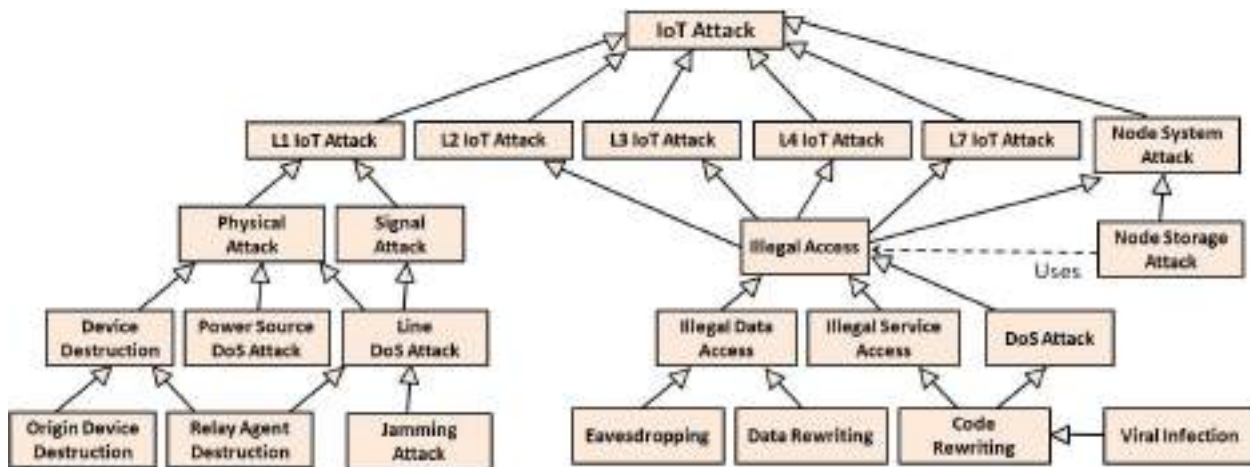 IoT Attack
L1 IoT Attack
L2 IoT Attack
L3 IoT Attack
L4 IoT Attack
L7 IoT Attack
Node System
Attack
Physical
Attack
Signal
Attack
Illegal Access
Node Storage
Attack
Uses
Device
Destruction
Power Source
DoS Attack
Line
DoS Attack
Illegal Data
Access
Illegal Service
Access
DoS Attack
Origin Device
Destruction
Relay Agent
Destruction
Jamming
Attack
Eavesdropping
Data Rewriting
Code
Rewriting
Viral Infection